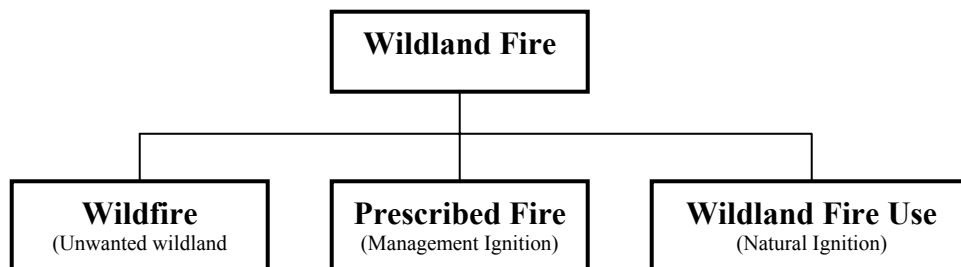 Wildland Fire
Wildfire
(Unwanted wildland
Prescribed Fire
(Management Ignition)
Wildland Fire Use
(Natural Ignition)